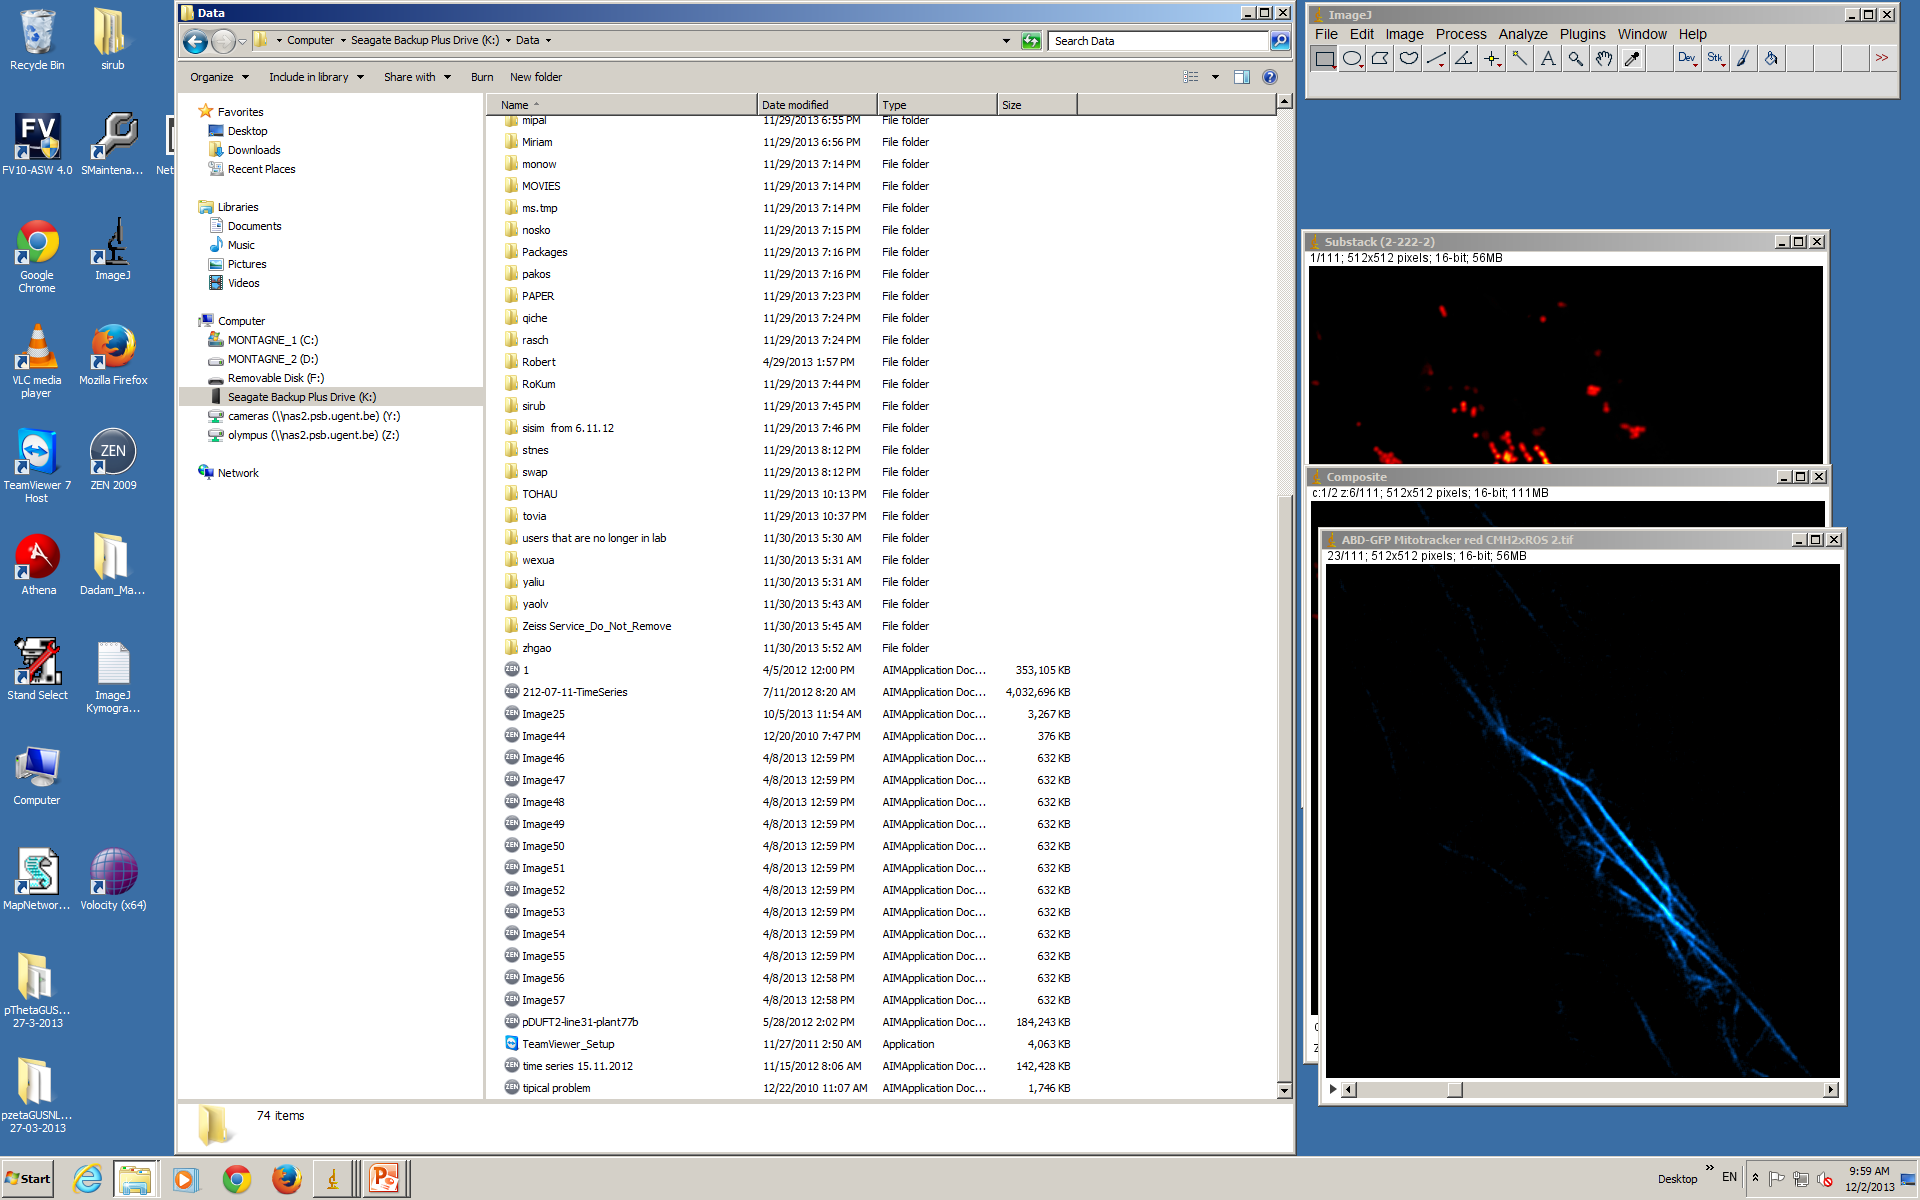 Recycle Bin
sirub
FV
FV10-ASW 4.0
SMaintena...
Net
Google Chrome
ImageJ
VLC media player
Mozilla Firefox
TeamViewer 7 Host
ZEN
ZEN 2009
Athena
Dadam_Ma...
Stand Select
ImageJ Kymogra...
Computer
MapNetwor...
Volocity (x64)
pThetaGUS... 27-3-2013
pzetaGUSNL... 27-03-2013
Data
Computer Seagate Backup Plus Drive (K:) Data
Search Data
Organize Include in library Share with Burn New folder
Favorites
Desktop
Downloads
Recent Places
Libraries
Documents
Music
Pictures
Videos
Computer
MONTAGNE_1 (C:)
MONTAGNE_2 (D:)
Removable Disk (F:)
Seagate Backup Plus Drive (K:)
cameras (\\nas2.psb.ugent.be) (Y:)
olympus (\\nas2.psb.ugent.be) (Z:)
Network
Name Date modified Type Size
mipal 11/29/2013 6:55 PM File folder
Miriam 11/29/2013 6:56 PM File folder
monow 11/29/2013 7:14 PM File folder
MOVIES 11/29/2013 7:14 PM File folder
ms.tmp 11/29/2013 7:14 PM File folder
nosko 11/29/2013 7:15 PM File folder
Packages 11/29/2013 7:16 PM File folder
pakos 11/29/2013 7:16 PM File folder
PAPER 11/29/2013 7:23 PM File folder
qiche 11/29/2013 7:24 PM File folder
rasch 11/29/2013 7:24 PM File folder
Robert 4/29/2013 1:57 PM File folder
RoKum 11/29/2013 7:44 PM File folder
sirub 11/29/2013 7:45 PM File folder
sisim from 6.11.12 11/29/2013 7:46 PM File folder
stnes 11/29/2013 8:12 PM File folder
swap 11/29/2013 8:12 PM File folder
TOHAU 11/29/2013 10:13 PM File folder
tovia 11/29/2013 10:37 PM File folder
users that are no longer in lab 11/30/2013 5:30 AM File folder
wexua 11/30/2013 5:31 AM File folder
yaliu 11/30/2013 5:31 AM File folder
yaolv 11/30/2013 5:43 AM File folder
Zeiss Service_Do_Not_Remove 11/30/2013 5:45 AM File folder
zhgao 11/30/2013 5:52 AM File folder
ZEN 1 4/5/2012 12:00 PM AIMApplication Doc... 353,105 KB
ZEN 212-07-11-TimeSeries 7/11/2012 8:20 AM AIMApplication Doc... 4,032,696 KB
ZEN Image25 10/5/2013 11:54 AM AIMApplication Doc... 3,267 KB
ZEN Image44 12/20/2010 7:47 PM AIMApplication Doc... 376 KB
ZEN Image46 4/8/2013 12:59 PM AIMApplication Doc... 632 KB
ZEN Image47 4/8/2013 12:59 PM AIMApplication Doc... 632 KB
ZEN Image48 4/8/2013 12:59 PM AIMApplication Doc... 632 KB
ZEN Image49 4/8/2013 12:59 PM AIMApplication Doc... 632 KB
ZEN Image50 4/8/2013 12:59 PM AIMApplication Doc... 632 KB
ZEN Image51 4/8/2013 12:59 PM AIMApplication Doc... 632 KB
ZEN Image52 4/8/2013 12:59 PM AIMApplication Doc... 632 KB
ZEN Image53 4/8/2013 12:59 PM AIMApplication Doc... 632 KB
ZEN Image54 4/8/2013 12:59 PM AIMApplication Doc... 632 KB
ZEN Image55 4/8/2013 12:59 PM AIMApplication Doc... 632 KB
ZEN Image56 4/8/2013 12:58 PM AIMApplication Doc... 632 KB
ZEN Image57 4/8/2013 12:58 PM AIMApplication Doc... 632 KB
ZEN pDUFT2-line31-plant77b 5/28/2012 2:02 PM AIMApplication Doc... 184,243 KB
TeamViewer_Setup 11/27/2011 2:50 AM Application 4,063 KB
ZEN time series 15.11.2012 11/15/2012 8:06 AM AIMApplication Doc... 142,428 KB
ZEN tipical problem 12/22/2010 11:07 AM AIMApplication Doc... 1,746 KB
74 items
ImageJ
File Edit Image Process Analyze Plugins Window Help
A Dev Stk >>
Substack (2-222-2)
1/111; 512x512 pixels; 16-bit; 56MB
Composite
c:1/2 z:6/111; 512x512 pixels; 16-bit; 111MB
ABD-GFP Mitotracker red CMH2xROS 2.tif
23/111; 512x512 pixels; 16-bit; 56MB
Start
Desktop
EN
9:59 AM
12/2/2013